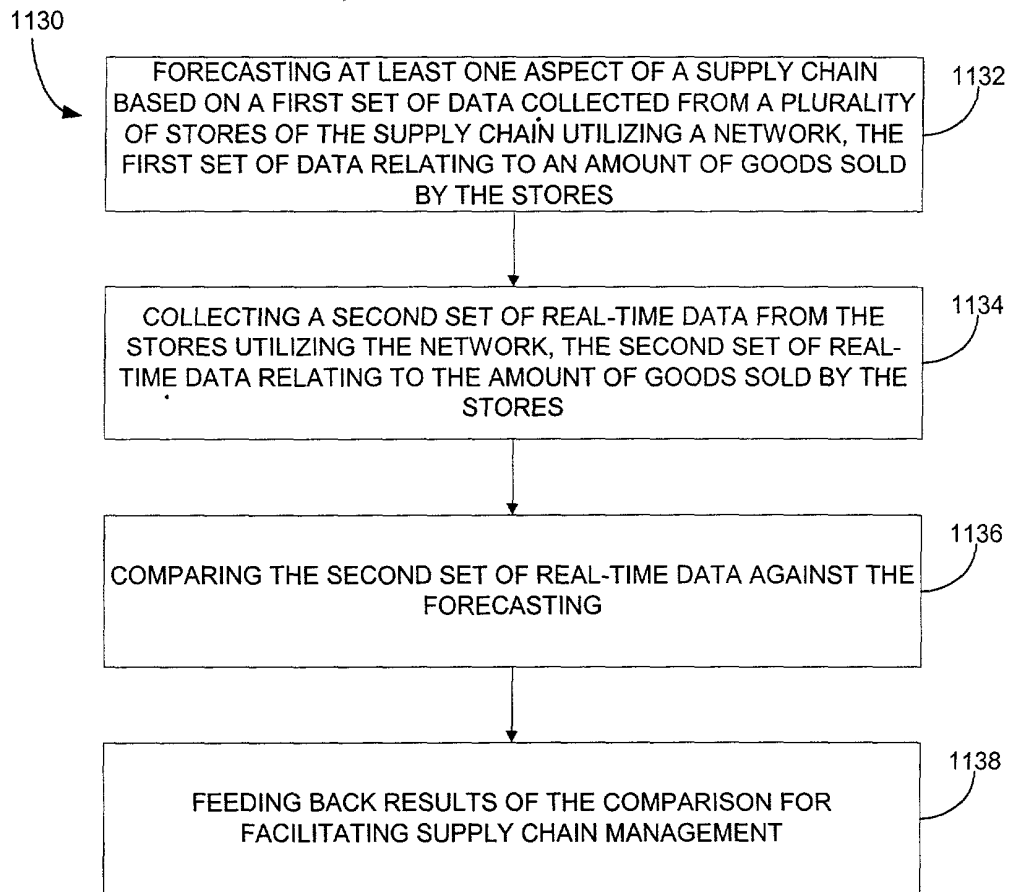 1130
FORECASTING AT LEAST ONE ASPECT OF A SUPPLY CHAIN
BASED ON A FIRST SET OF DATA COLLECTED FROM A PLURALITY
OF STORES OF THE SUPPLY CHAIN UTILIZING A NETWORK, THE
FIRST SET OF DATA RELATING TO AN AMOUNT OF GOODS SOLD
BY THE STORES
1132
COLLECTING A SECOND SET OF REAL-TIME DATA FROM THE
STORES UTILIZING THE NETWORK, THE SECOND SET OF REAL-
TIME DATA RELATING TO THE AMOUNT OF GOODS SOLD BY THE
STORES
1134
COMPARING THE SECOND SET OF REAL-TIME DATA AGAINST THE
FORECASTING
1136
FEEDING BACK RESULTS OF THE COMPARISON FOR
FACILITATING SUPPLY CHAIN MANAGEMENT
1138